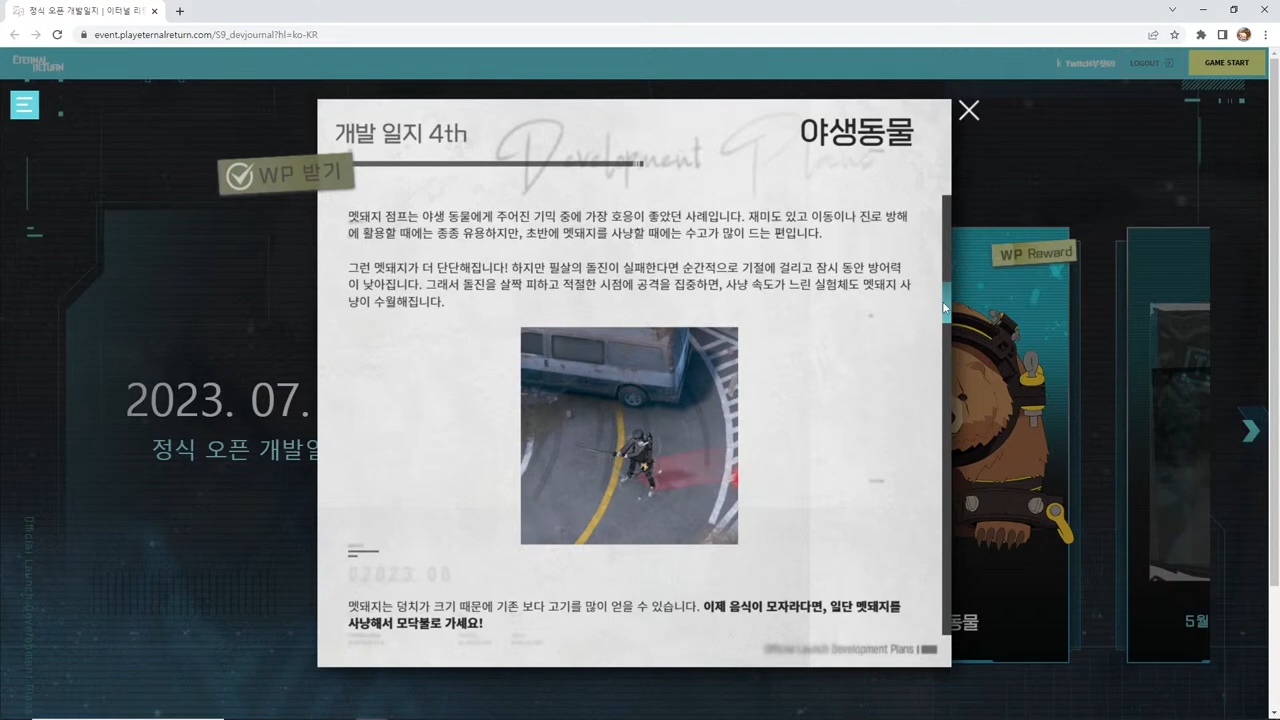 정식 오픈 개발일지 | 이터널 리
event.playeternalreturn.com/S9_devjournal?hl=ko-KR
ETERNAL RETURN
LOGOUT
GAME START
개발 일지 4th
야생동물
Development Plans
WP 받기
멧돼지 점프는 야생 동물에게 주어진 기믹 중에 가장 호응이 좋았던 사례입니다. 재미도 있고 이동이나 진로 방해
에 활용할 때에는 종종 유용하지만, 초반에 멧돼지를 사냥할 때에는 수고가 많이 드는 편입니다.
그런 멧돼지가 더 단단해집니다! 하지만 필살의 돌진이 실패한다면 순간적으로 기절에 걸리고 잠시 동안 방어력
이 낮아집니다. 그래서 돌진을 살짝 피하고 적절한 시점에 공격을 집중하면, 사냥 속도가 느린 실험체도 멧돼지 사
냥이 수월해집니다.
멧돼지는 덩치가 크기 때문에 기존 보다 고기를 많이 얻을 수 있습니다. 이제 음식이 모자라다면, 일단 멧돼지를
사냥해서 모닥불로 가세요!
Official Launch Development Plans
WP Reward
2023. 07.
정식 오픈 개발일
동물
5월